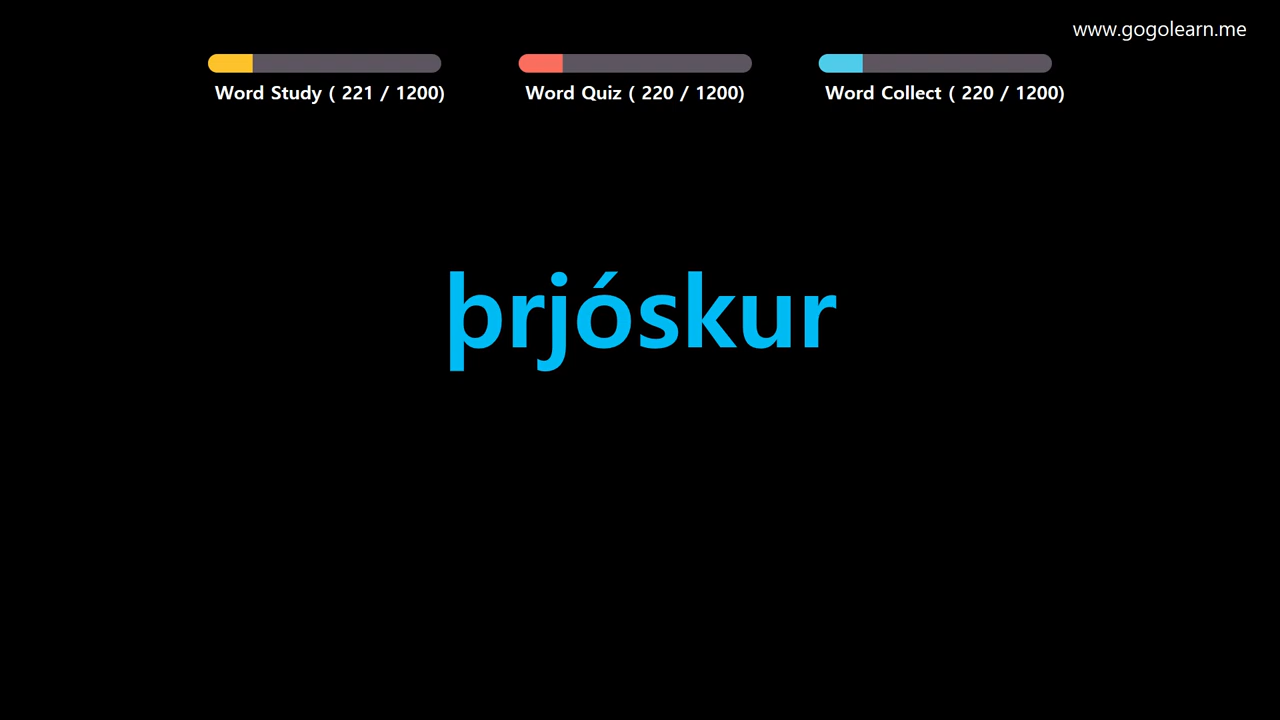 www.gogolearn.me
Word Study ( 221 / 1200)
Word Quiz ( 220 / 1200)
Word Collect ( 220 / 1200)
þrjóskur